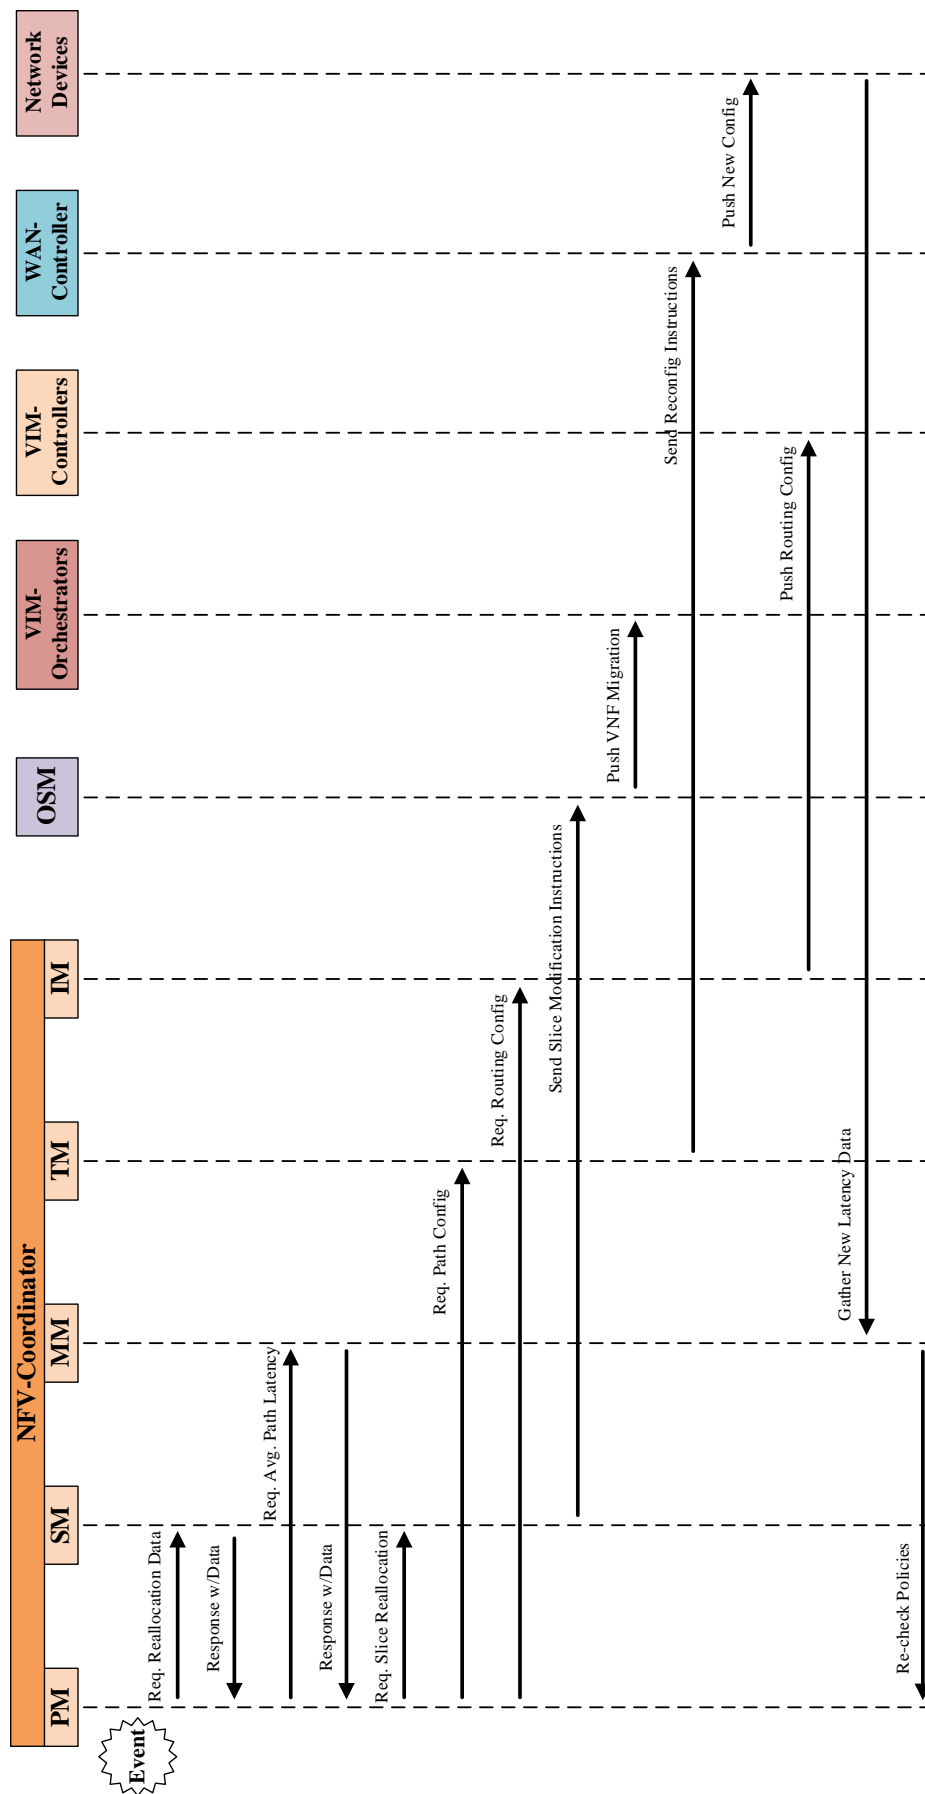 NFV-Coordinator
PM
SM
MM
TM
IM
OSM
VIM-
Orchestrators
VIM-
Controllers
WAN-
Controller
Network
Devices
Event
Req. Reallocation Data
Response w/Data
Req. Avg. Path Latency
Response w/Data
Req. Slice Reallocation
Req. Path Config
Req. Routing Config
Send Slice Modification Instructions
Push VNF Migration
Send Reconfig Instructions
Push New Config
Push Routing Config
Gather New Latency Data
Re-check Policies